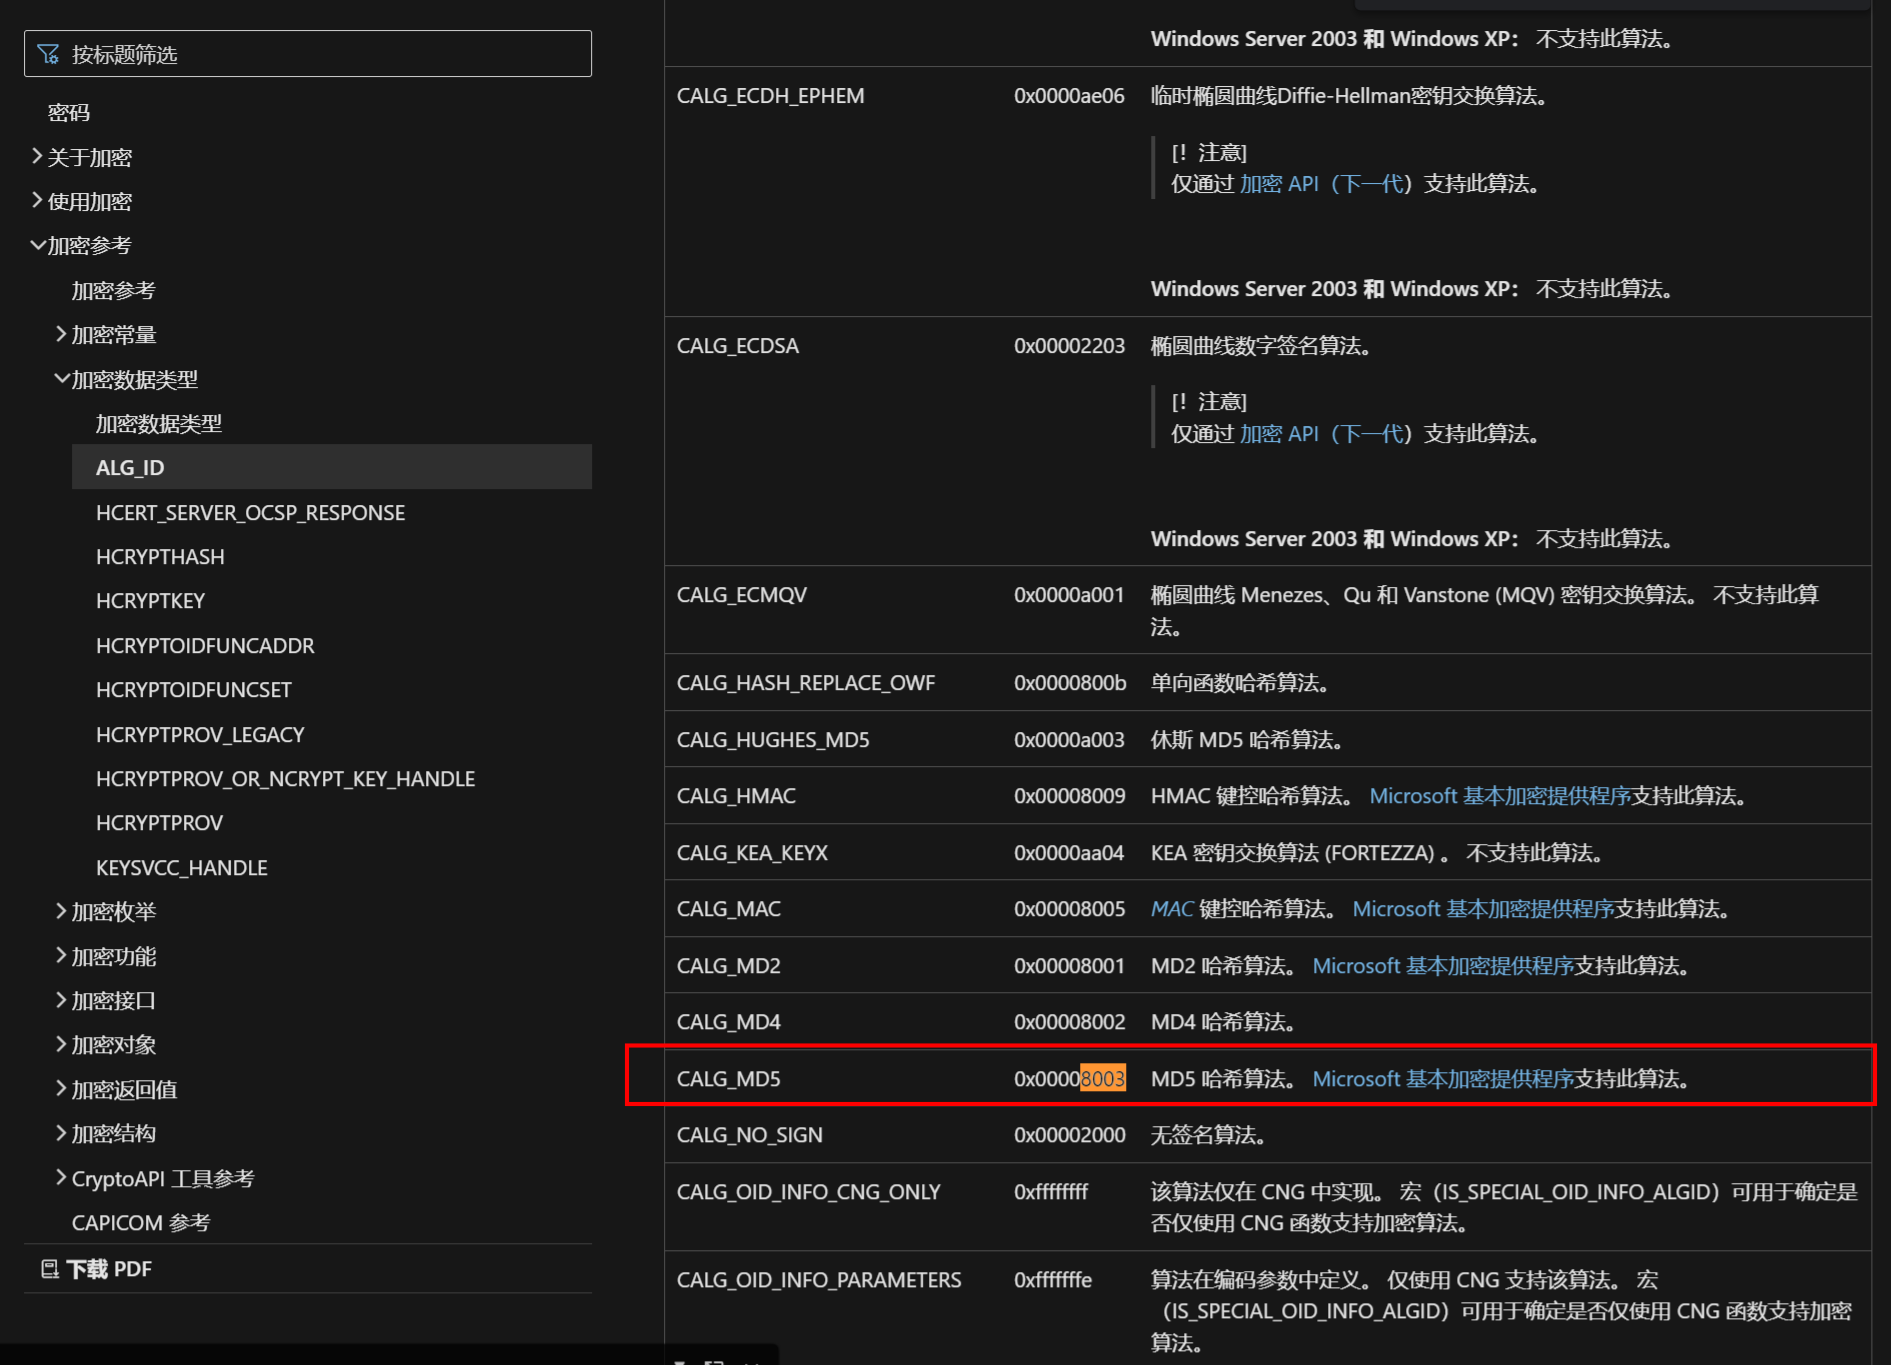 按标题筛选
密码
关于加密
使用加密
加密参考
加密参考
加密常量
加密数据类型
加密数据类型
ALG_ID
HCERT_SERVER_OCSP_RESPONSE
HCRYPTHASH
HCRYPTKEY
HCRYPTOIDFUNCADDR
HCRYPTOIDFUNCSET
HCRYPTPROV_LEGACY
HCRYPTPROV_OR_NCRYPT_KEY_HANDLE
HCRYPTPROV
KEYSVCC_HANDLE
加密枚举
加密功能
加密接口
加密对象
加密返回值
加密结构
CryptoAPI 工具参考
CAPICOM 参考
下载 PDF
Windows Server 2003 和 Windows XP： 不支持此算法。
CALG_ECDH_EPHEM 0x0000ae06 临时椭圆曲线Diffie-Hellman密钥交换算法。
[！注意]
仅通过 加密 API（下一代）支持此算法。
Windows Server 2003 和 Windows XP： 不支持此算法。
CALG_ECDSA 0x00002203 椭圆曲线数字签名算法。
[！注意]
仅通过 加密 API（下一代）支持此算法。
Windows Server 2003 和 Windows XP： 不支持此算法。
CALG_ECMQV 0x0000a001 椭圆曲线 Menezes、Qu 和 Vanstone (MQV) 密钥交换算法。 不支持此算
法。
CALG_HASH_REPLACE_OWF 0x0000800b 单向函数哈希算法。
CALG_HUGHES_MD5 0x0000a003 休斯 MD5 哈希算法。
CALG_HMAC 0x00008009 HMAC 键控哈希算法。 Microsoft 基本加密提供程序支持此算法。
CALG_KEA_KEYX 0x0000aa04 KEA 密钥交换算法 (FORTEZZA) 。 不支持此算法。
CALG_MAC 0x00008005 MAC 键控哈希算法。 Microsoft 基本加密提供程序支持此算法。
CALG_MD2 0x00008001 MD2 哈希算法。 Microsoft 基本加密提供程序支持此算法。
CALG_MD4 0x00008002 MD4 哈希算法。
CALG_MD5 0x00008003 MD5 哈希算法。 Microsoft 基本加密提供程序支持此算法。
CALG_NO_SIGN 0x00002000 无签名算法。
CALG_OID_INFO_CNG_ONLY 0xffffffff 该算法仅在 CNG 中实现。 宏（IS_SPECIAL_OID_INFO_ALGID）可用于确定是
否仅使用 CNG 函数支持加密算法。
CALG_OID_INFO_PARAMETERS 0xfffffffe 算法在编码参数中定义。 仅使用 CNG 支持该算法。 宏
（IS_SPECIAL_OID_INFO_ALGID）可用于确定是否仅使用 CNG 函数支持加密
算法。